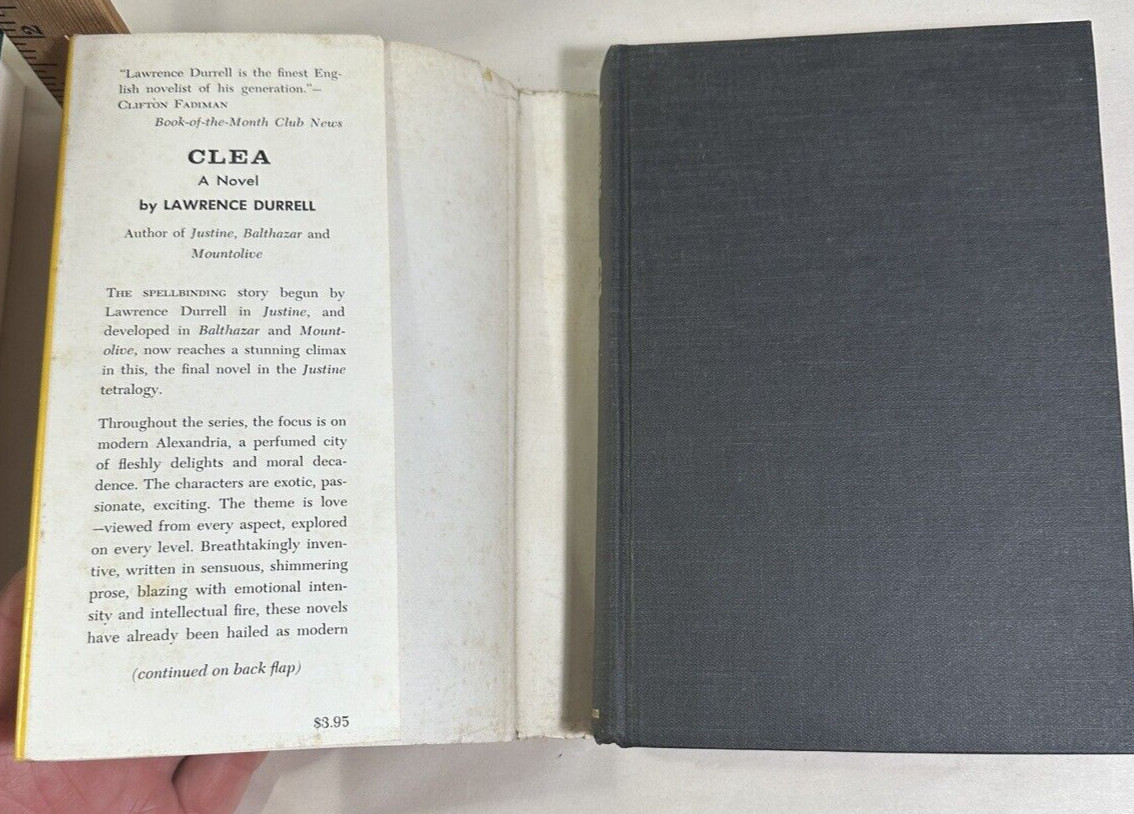 "Lawrence Durrell is the finest Eng-
lish novelist of his generation."—
CLIFTON FADIMAN
Book-of-the-Month Club News
CLEA
A Novel
by LAWRENCE DURRELL
Author of Justine, Balthazar and
Mountolive
THE SPELLBINDING story begun by
Lawrence Durrell in Justine, and
developed in Balthazar and Mount-
olive, now reaches a stunning climax
in this, the final novel in the Justine
tetralogy.
Throughout the series, the focus is on
modern Alexandria, a perfumed city
of fleshly delights and moral deca-
dence. The characters are exotic, pas-
sionate, exciting. The theme is love
—viewed from every aspect, explored
on every level. Breathtakingly inven-
tive, written in sensuous, shimmering
prose, blazing with emotional inten-
sity and intellectual fire, these novels
have already been hailed as modern
(continued on back flap)
$3.95
2